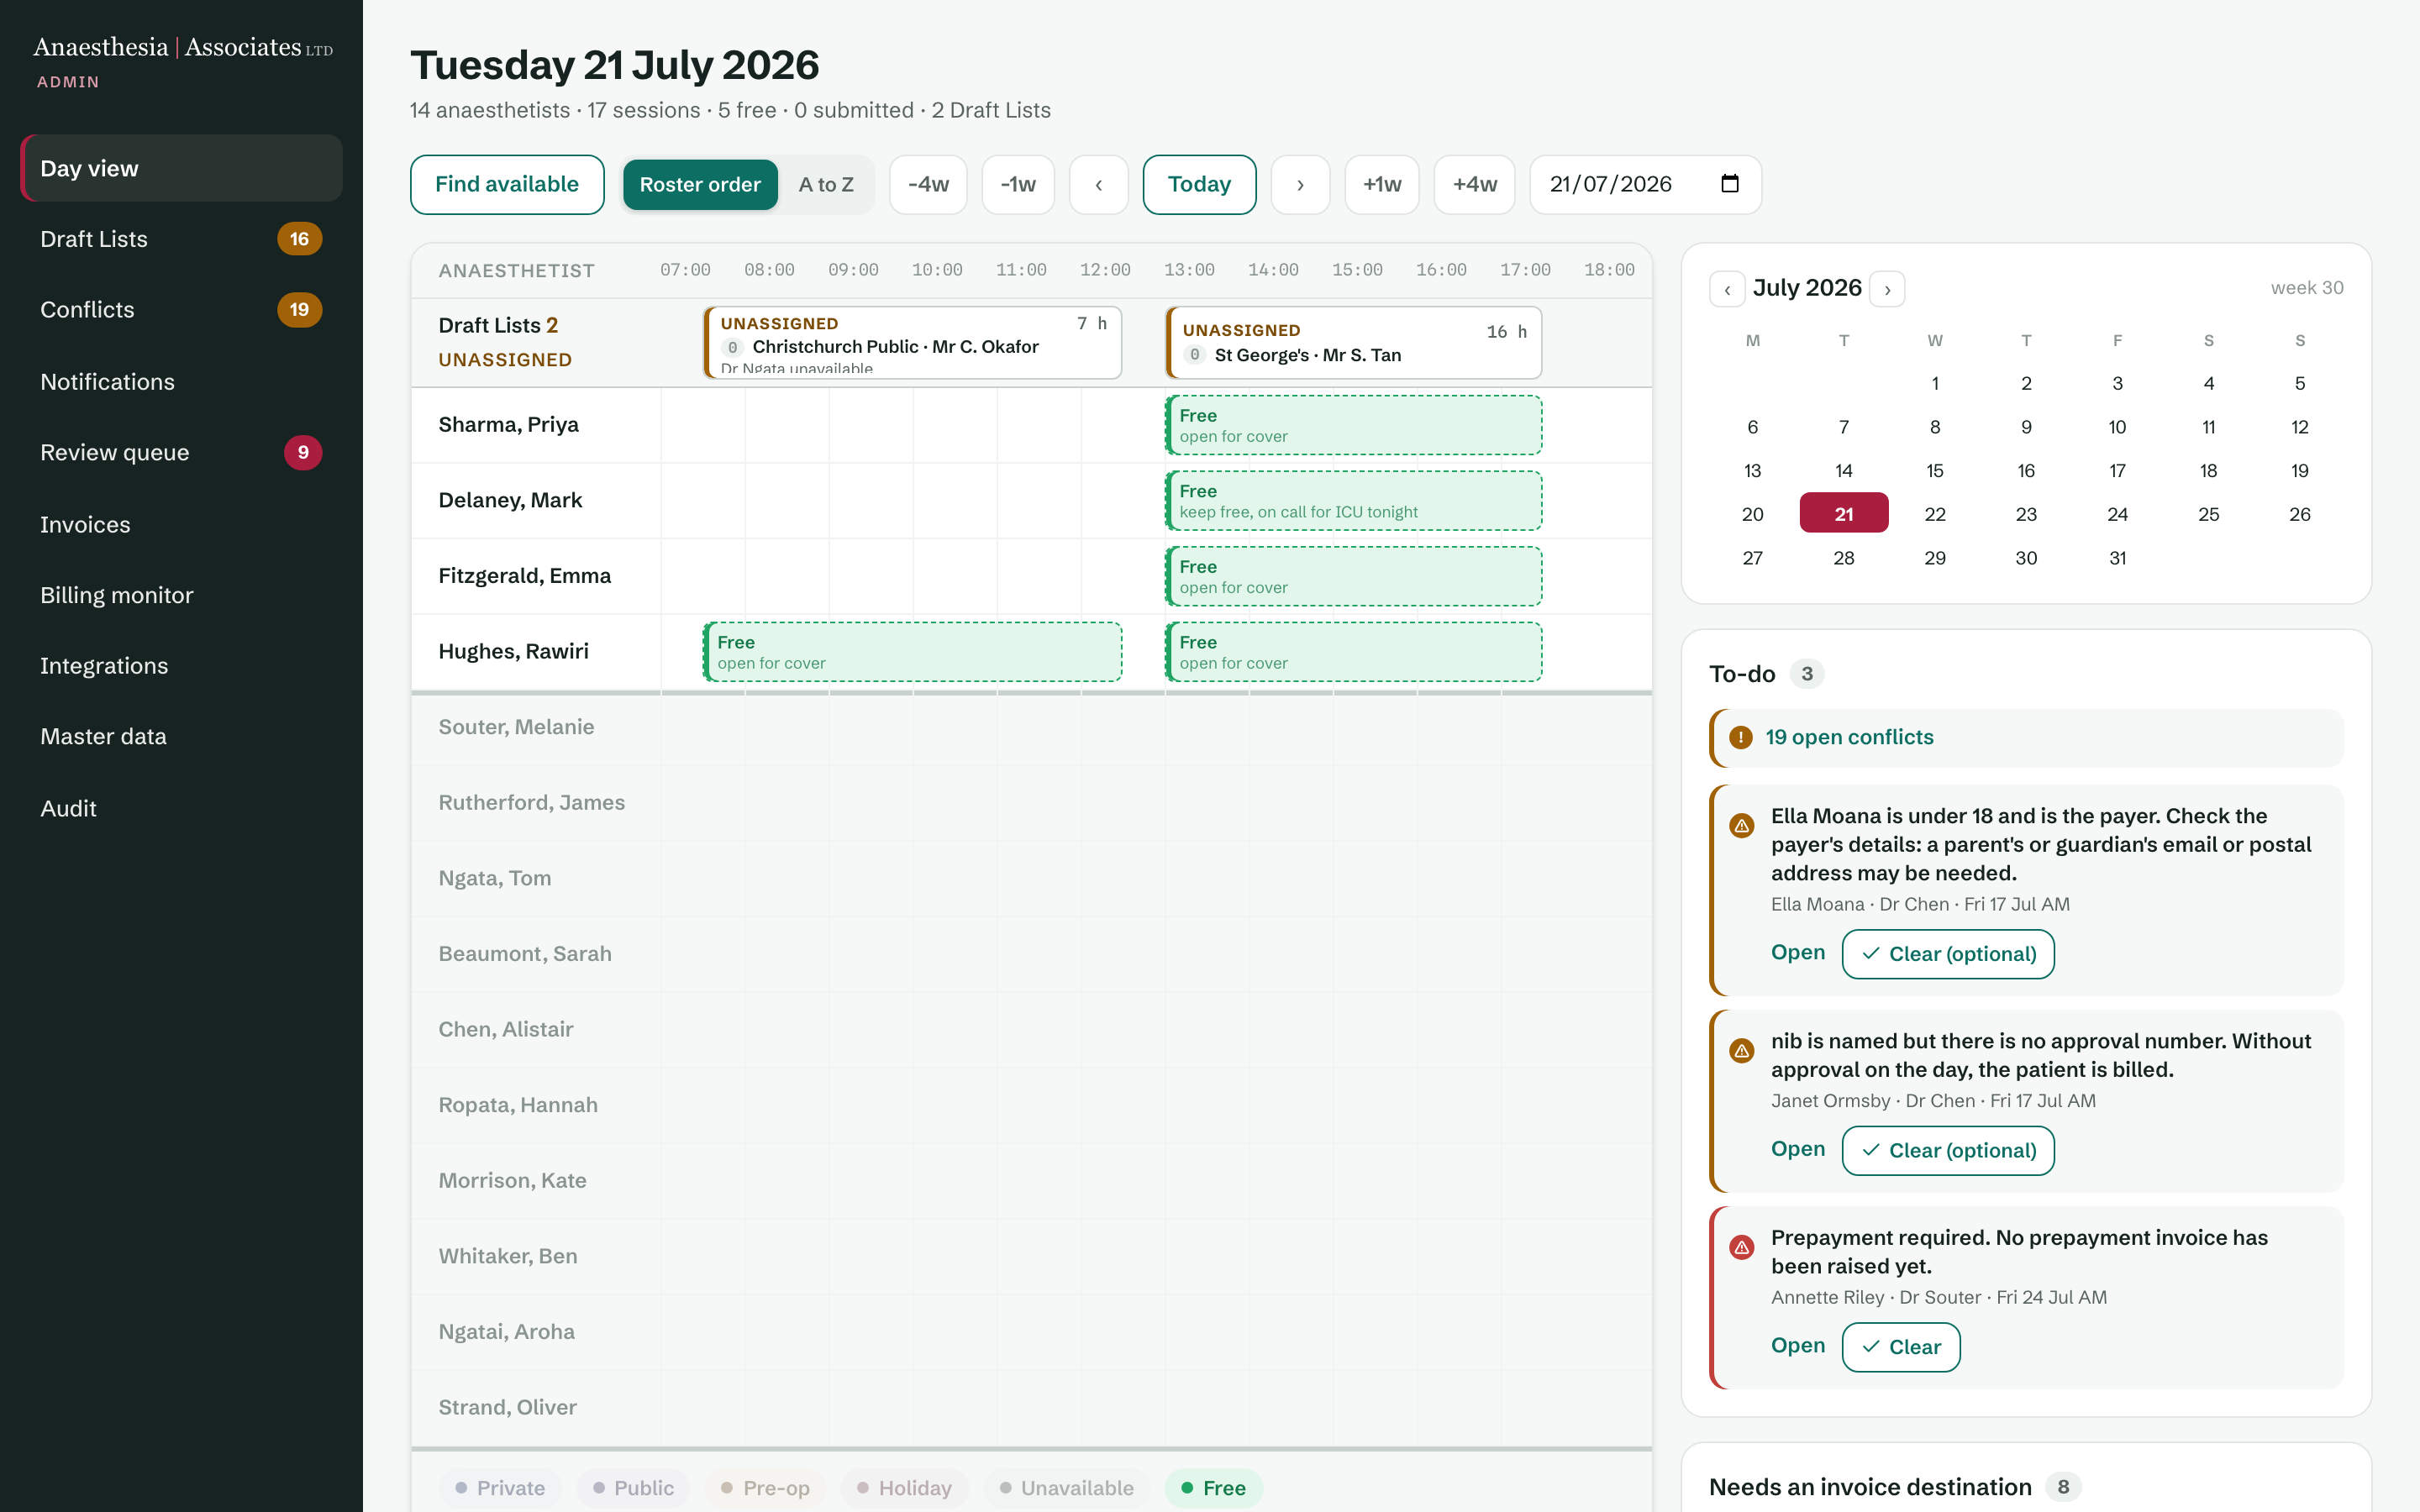 Anaesthesia | Associates LTD
ADMIN
Day view
Draft Lists 16
Conflicts 19
Notifications
Review queue 9
Invoices
Billing monitor
Integrations
Master data
Audit
Tuesday 21 July 2026
14 anaesthetists · 17 sessions · 5 free · 0 submitted · 2 Draft Lists
Find available Roster order A to Z -4w -1w ‹ Today › +1w +4w 21/07/2026
ANAESTHETIST 07:00 08:00 09:00 10:00 11:00 12:00 13:00 14:00 15:00 16:00 17:00 18:00
Draft Lists 2
UNASSIGNED
UNASSIGNED 7 h
0 Christchurch Public · Mr C. Okafor
Dr Ngata unavailable
UNASSIGNED 16 h
0 St George's · Mr S. Tan
Sharma, Priya
Free
open for cover
Delaney, Mark
Free
keep free, on call for ICU tonight
Fitzgerald, Emma
Free
open for cover
Hughes, Rawiri
Free
open for cover
Free
open for cover
Souter, Melanie
Rutherford, James
Ngata, Tom
Beaumont, Sarah
Chen, Alistair
Ropata, Hannah
Morrison, Kate
Whitaker, Ben
Ngatai, Aroha
Strand, Oliver
Private Public Pre-op Holiday Unavailable Free
‹ July 2026 › week 30
M T W T F S S
1 2 3 4 5
6 7 8 9 10 11 12
13 14 15 16 17 18 19
20 21 22 23 24 25 26
27 28 29 30 31
To-do 3
19 open conflicts
Ella Moana is under 18 and is the payer. Check the
payer's details: a parent's or guardian's email or postal
address may be needed.
Ella Moana · Dr Chen · Fri 17 Jul AM
Open Clear (optional)
nib is named but there is no approval number. Without
approval on the day, the patient is billed.
Janet Ormsby · Dr Chen · Fri 17 Jul AM
Open Clear (optional)
Prepayment required. No prepayment invoice has
been raised yet.
Annette Riley · Dr Souter · Fri 24 Jul AM
Open Clear
Needs an invoice destination 8